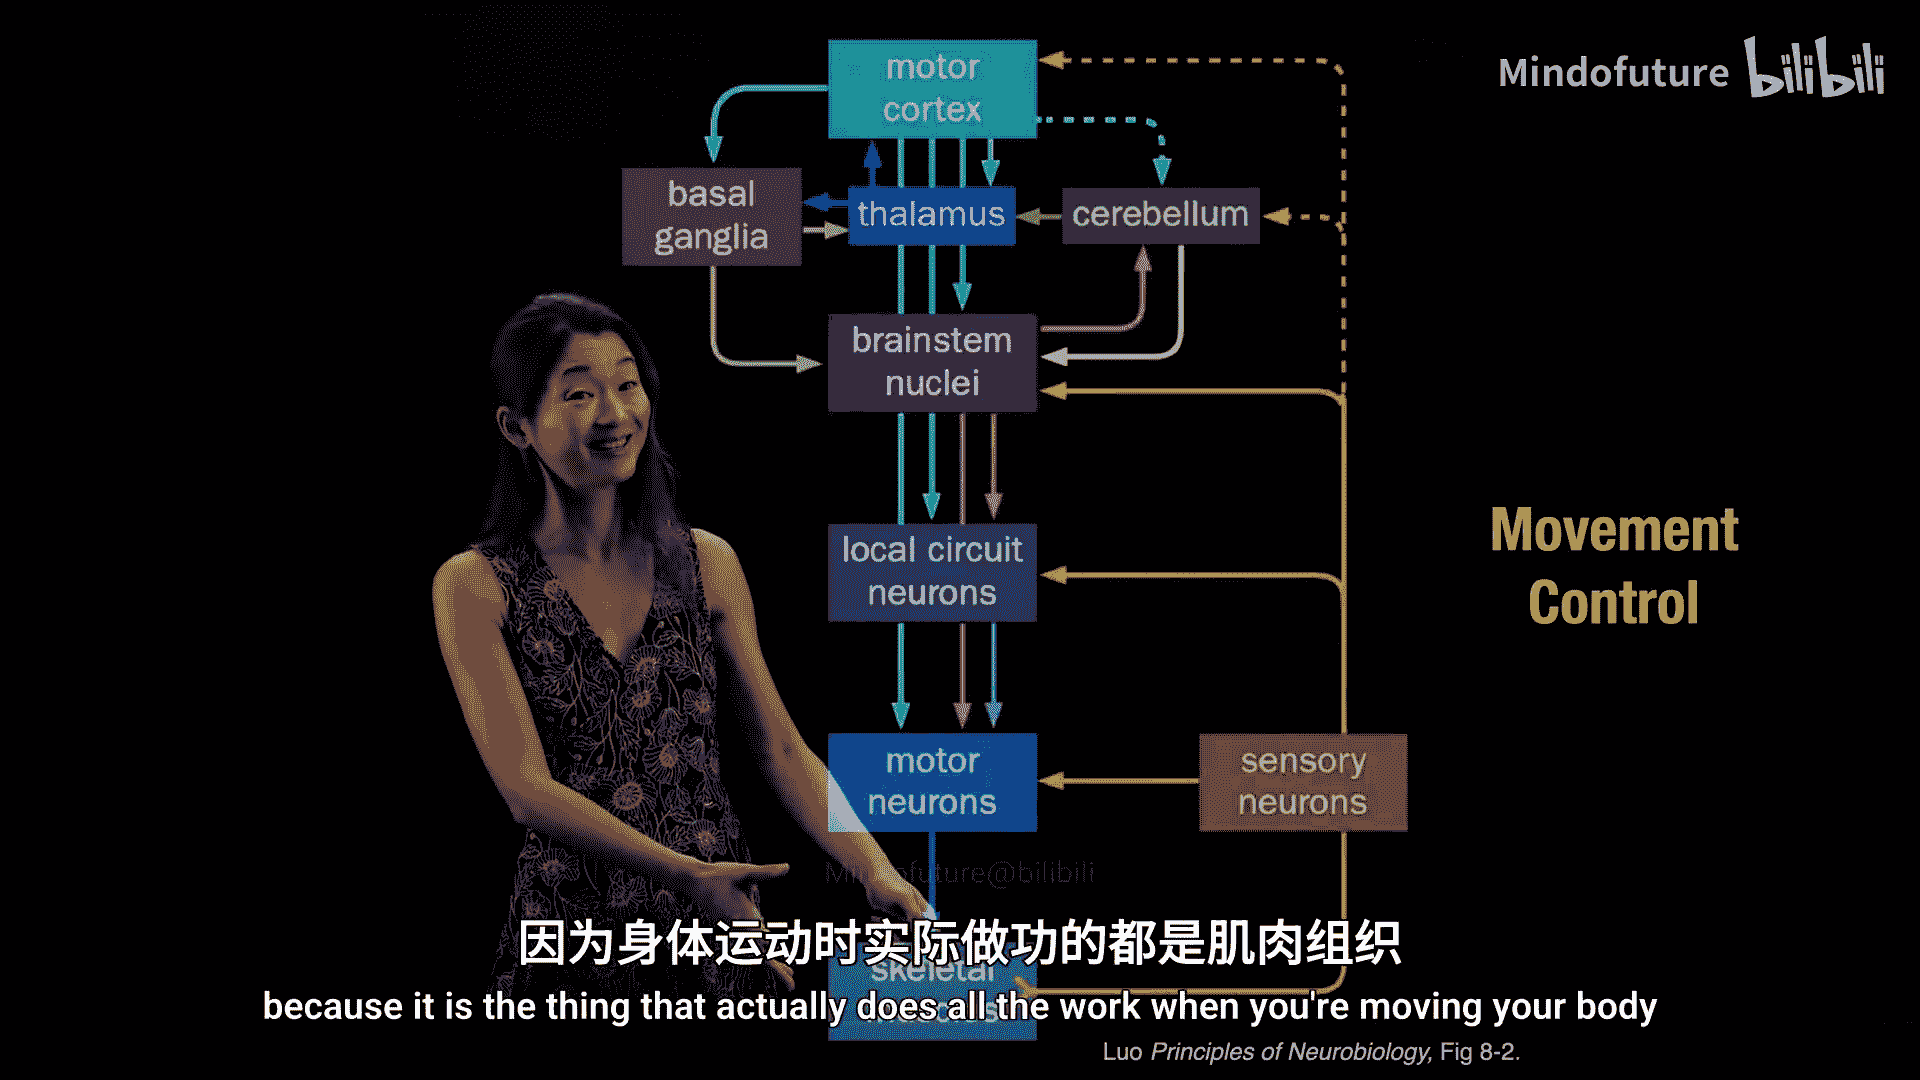 Mindofuture bilibili
motor
cortex
basal
ganglia
thalamus
cerebellum
brainstem
nuclei
local circuit
neurons
Movement
Control
motor
neurons
sensory
neurons
Mindofuture@bilibili
因为身体运动时实际做功的都是肌肉组织
skeletal
because it is the thing that actually does all the work when you're moving your body
Luo Principles of Neurobiology, Fig 8-2.